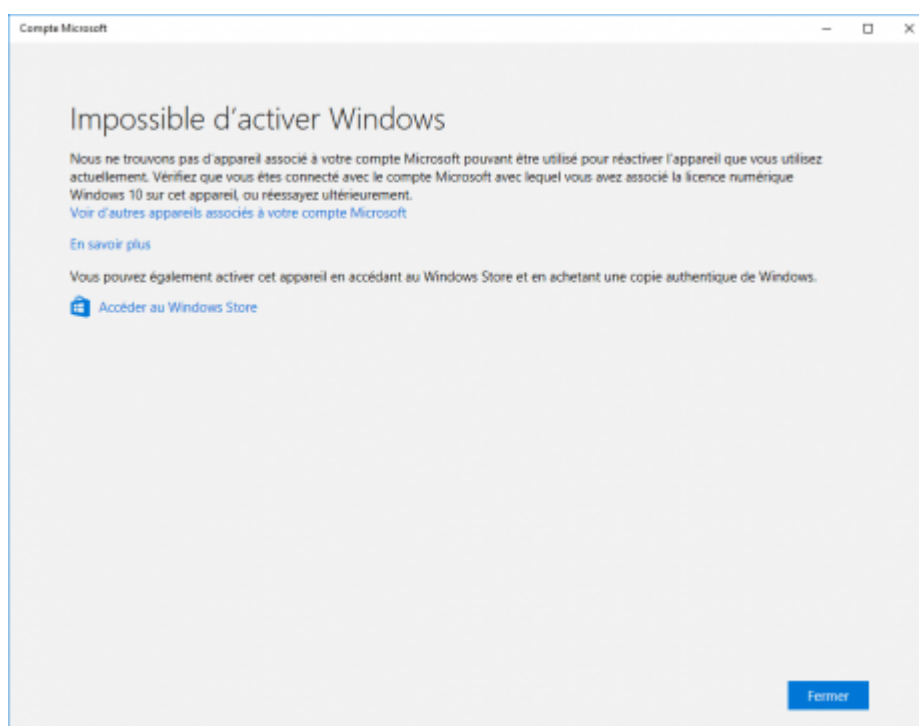 Compte Microsoft
Impossible d'activer Windows
Nous ne trouvons pas d'appareil associé à votre compte Microsoft pouvant être utilisé pour réactiver l'appareil que vous utilisez
actuellement. Vérifiez que vous êtes connecté avec le compte Microsoft avec lequel vous avez associé la licence numérique
Windows 10 sur cet appareil, ou réessayez ultérieurement.
Voir d'autres appareils associés à votre compte Microsoft
En savoir plus
Vous pouvez également activer cet appareil en accédant au Windows Store et en achetant une copie authentique de Windows.
Accéder au Windows Store
Fermer